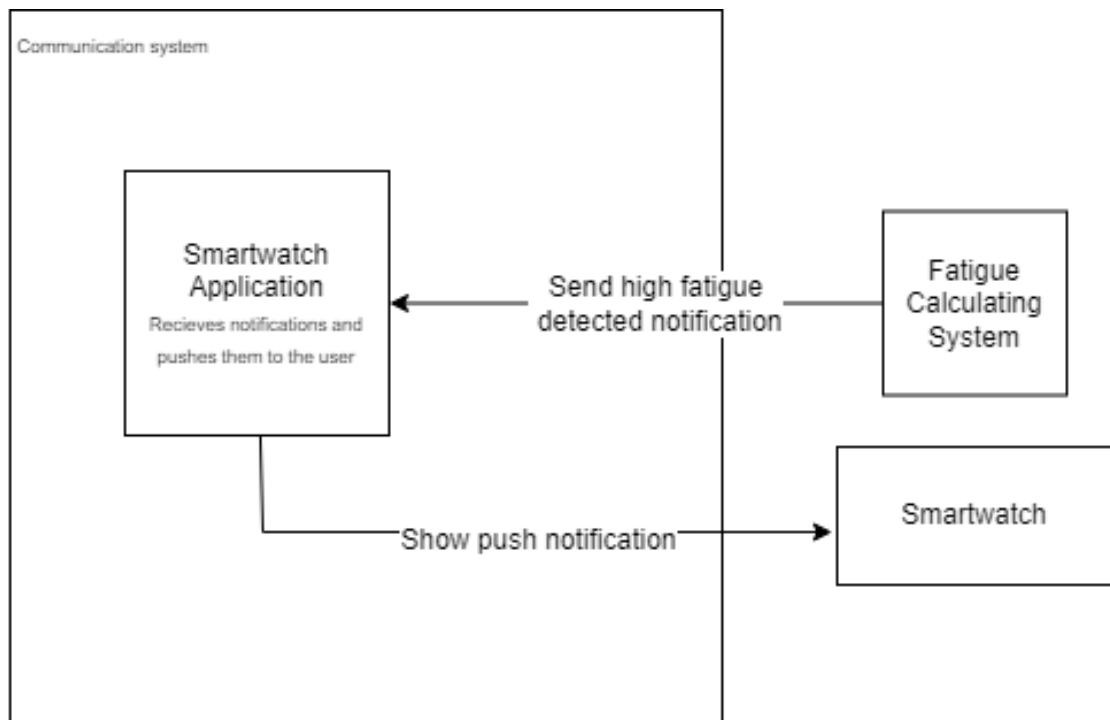 Communication system
Smartwatch
Application
Recieves notifications and
pushes them to the user
Send high fatigue
detected notification
Fatigue
Calculating
System
Show push notification
Smartwatch